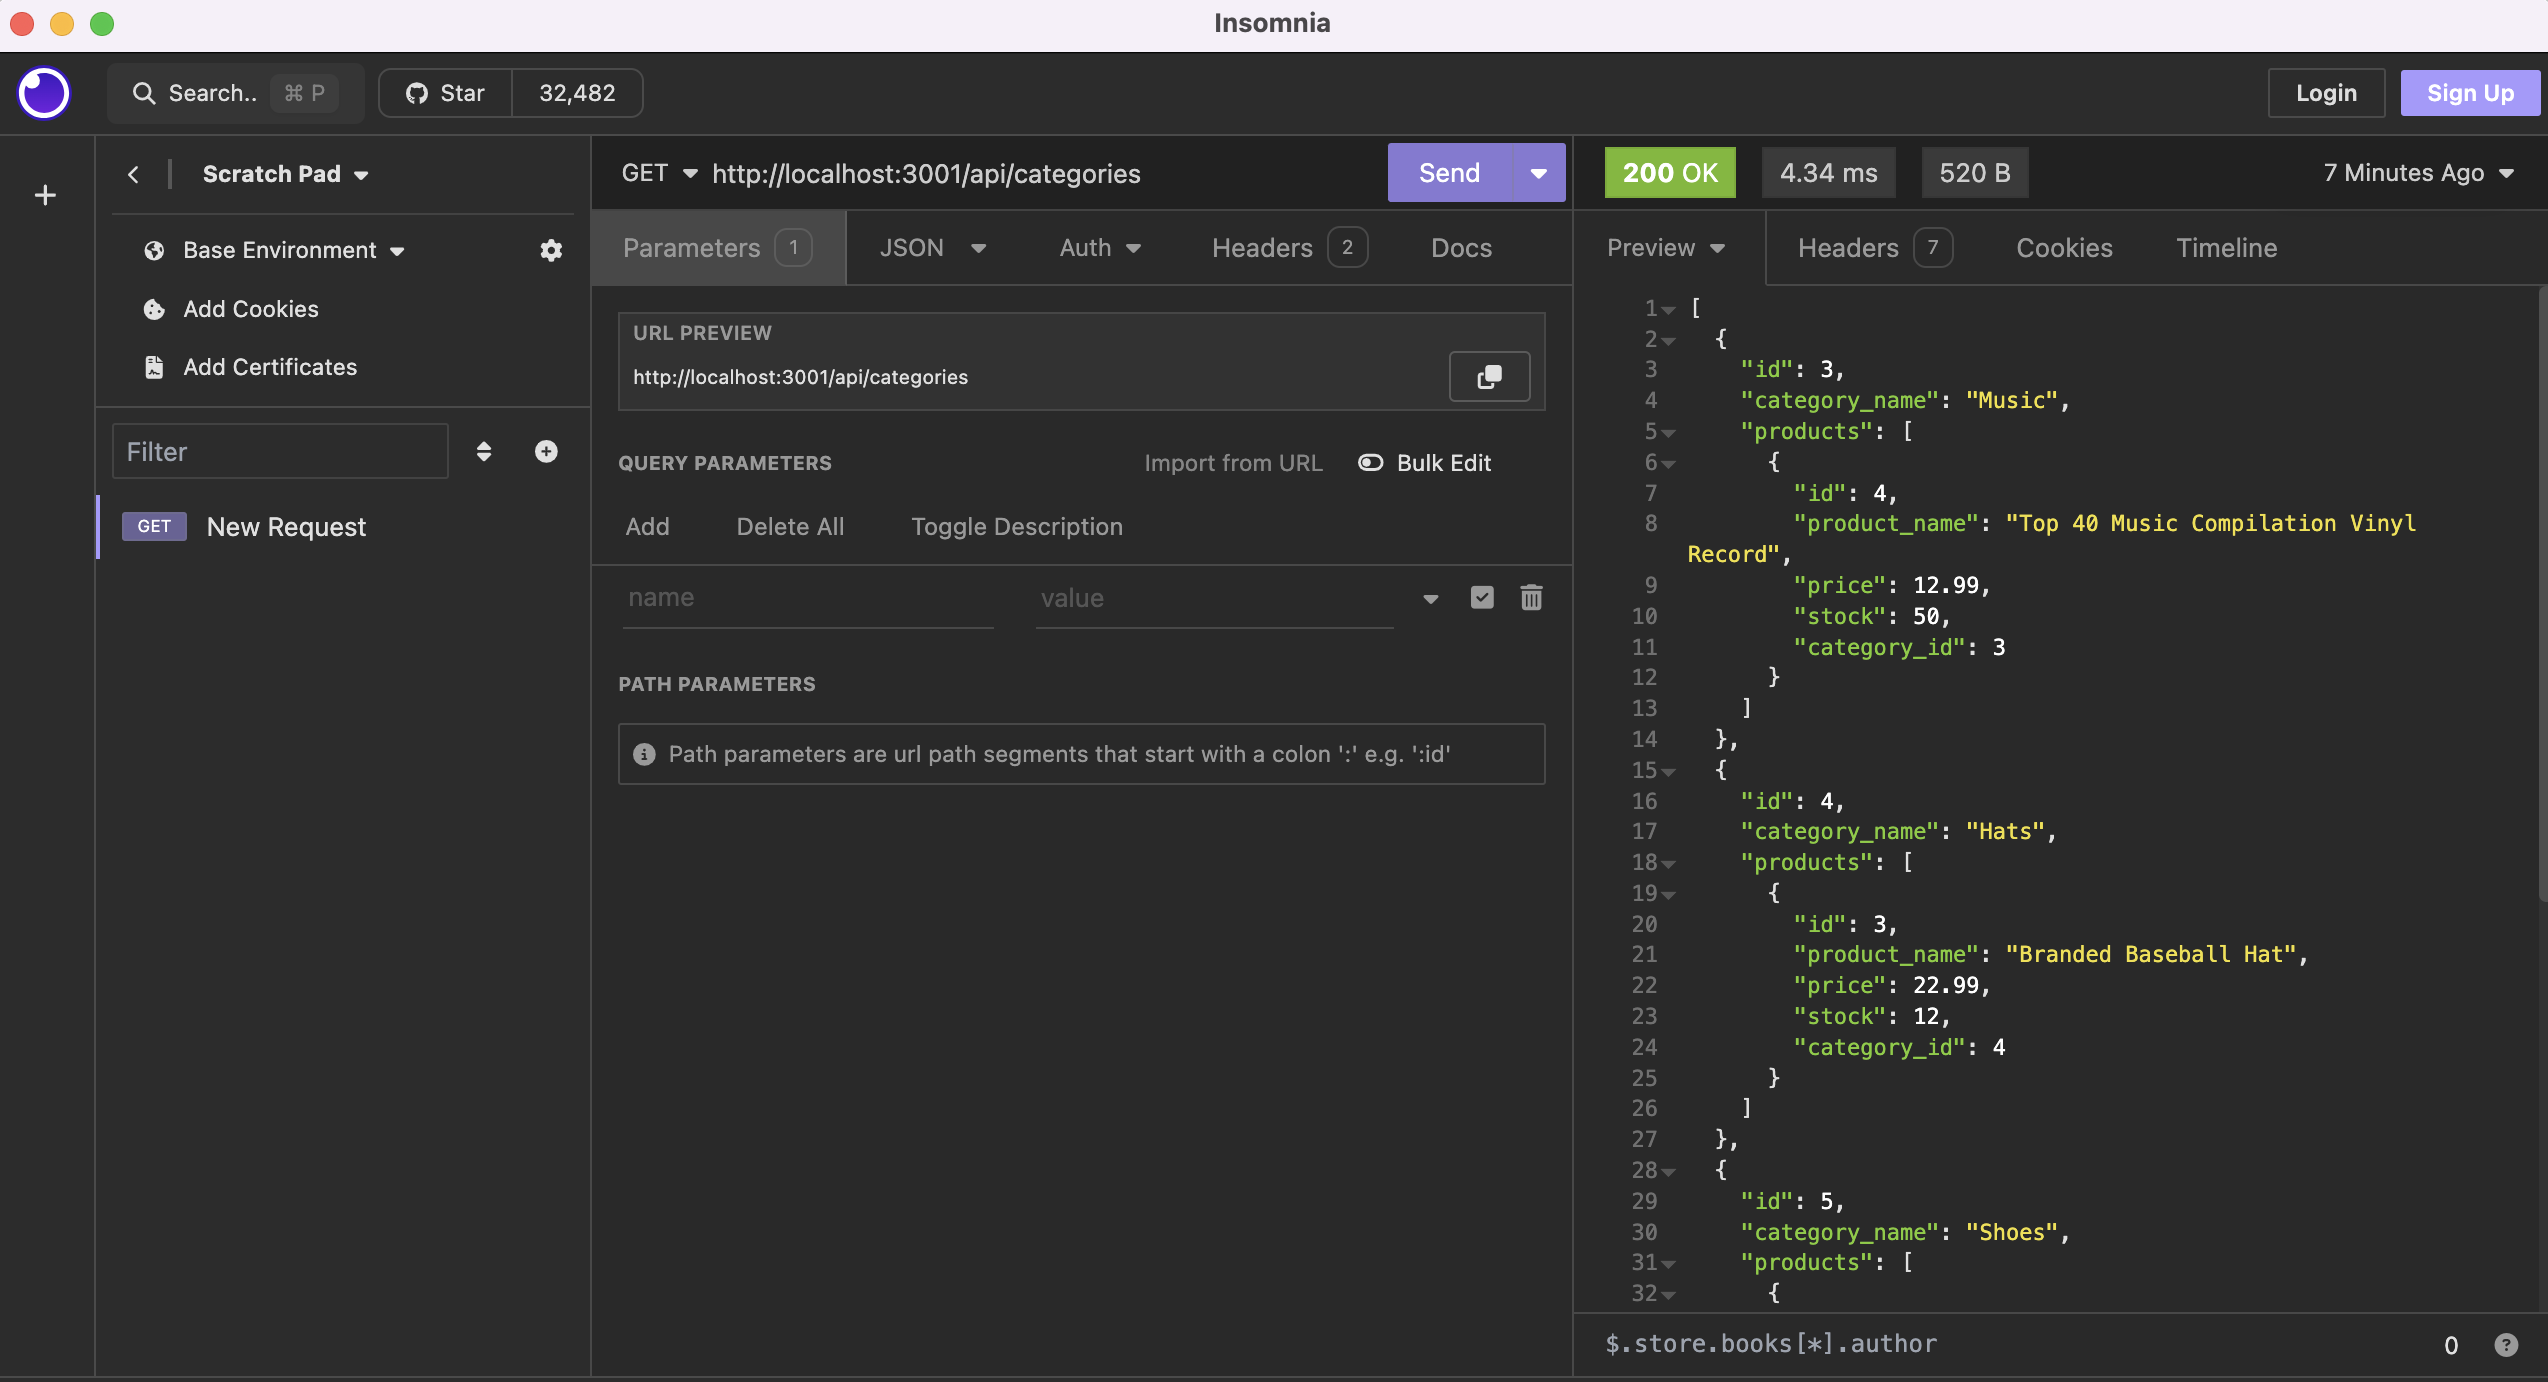 Insomnia
Search.. ⌘ P
Star 32,482
Login
Sign Up
Scratch Pad
Base Environment
Add Cookies
Add Certificates
Filter
GET New Request
GET http://localhost:3001/api/categories Send
Parameters 1 JSON Auth Headers 2 Docs
URL PREVIEW
http://localhost:3001/api/categories
QUERY PARAMETERS Import from URL Bulk Edit
Add Delete All Toggle Description
name value
PATH PARAMETERS
Path parameters are url path segments that start with a colon ':' e.g. ':id'
200 OK 4.34 ms 520 B 7 Minutes Ago
Preview Headers 7 Cookies Timeline
1 [
2 {
3 "id": 3,
4 "category_name": "Music",
5 "products": [
6 {
7 "id": 4,
8 "product_name": "Top 40 Music Compilation Vinyl
Record",
9 "price": 12.99,
10 "stock": 50,
11 "category_id": 3
12 }
13 ]
14 },
15 {
16 "id": 4,
17 "category_name": "Hats",
18 "products": [
19 {
20 "id": 3,
21 "product_name": "Branded Baseball Hat",
22 "price": 22.99,
23 "stock": 12,
24 "category_id": 4
25 }
26 ]
27 },
28 {
29 "id": 5,
30 "category_name": "Shoes",
31 "products": [
32 {
$.store.books[*].author 0 ?